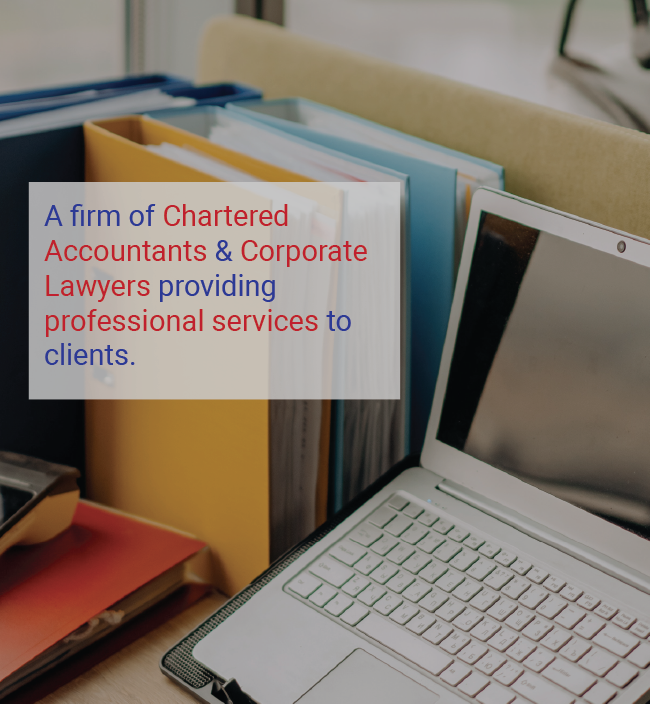 A firm of Chartered
Accountants & Corporate
Lawyers providing
professional services to
clients.